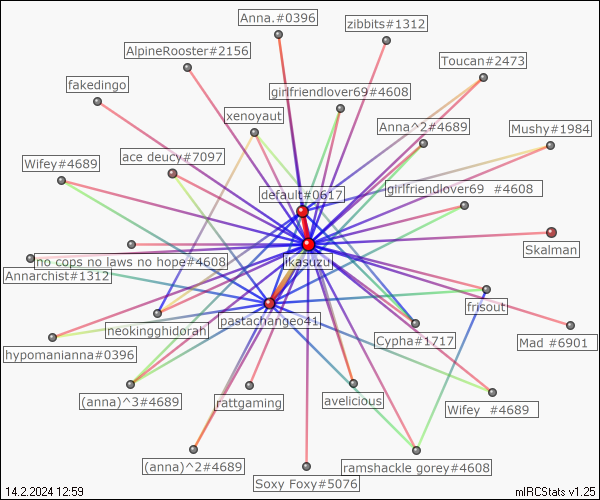 Anna.#0396
zibbits#1312
AlpineRooster#2156
Toucan#2473
fakedingo
girlfriendlover69#4608
xenoyaut
Anna^2#4689
Mushy#1984
ace deucy#7097
Wifey#4689
default#0617
girlfriendlover69 #4608
Skalman
no cops no laws no hope#4608
jikasuzu
Annarchist#1312
frisout
pastachangeo41
neokingghidorah
Cypha#1717
Mad #6901
hypomanianna#0396
(anna)^3#4689
rattgaming
avelicious
Wifey #4689
(anna)^2#4689
ramshackle gorey#4608
Soxy Foxy#5076
14.2.2024 12:59
mIRCStats v1.25